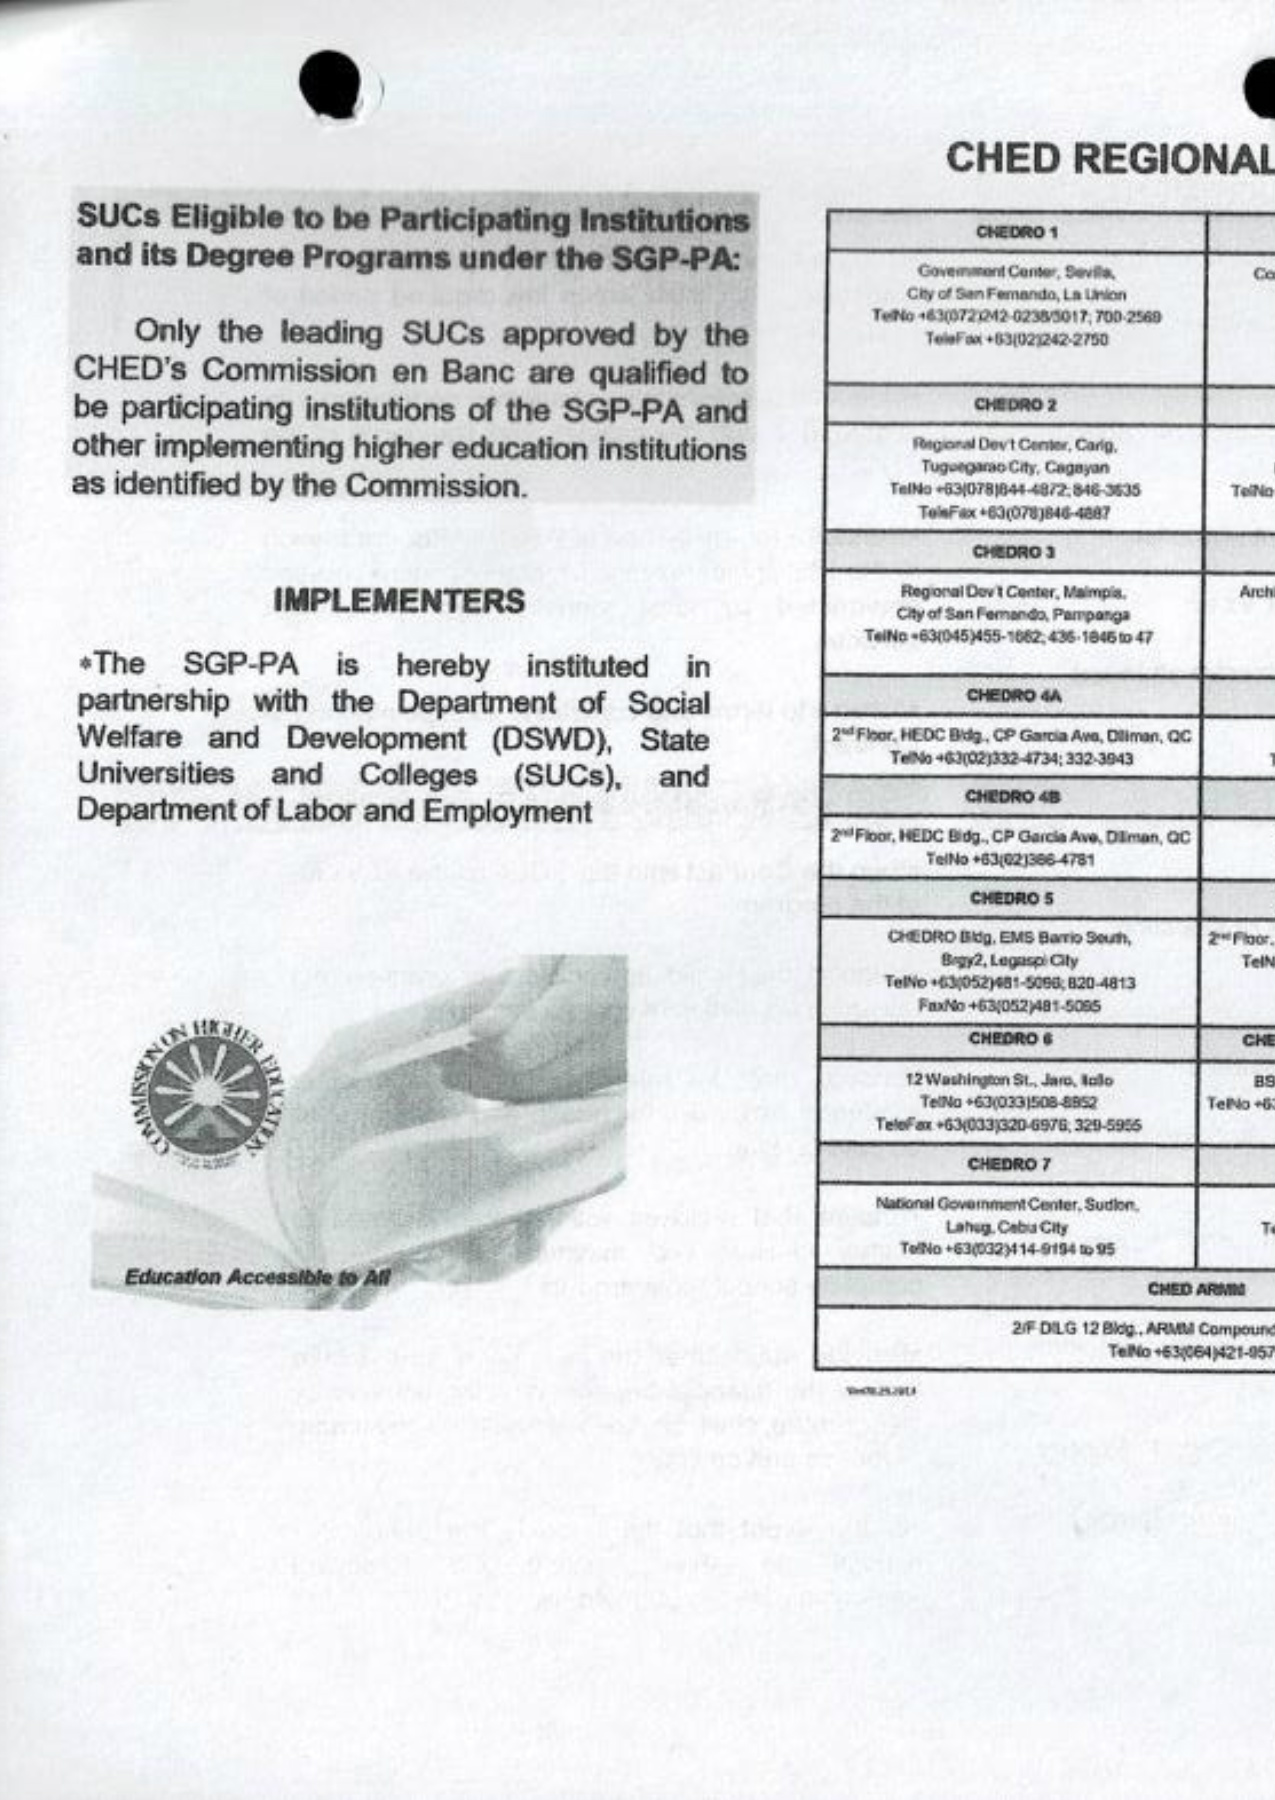 SUCs Eligible to be Participating Institutions
and its Degree Programs under the SGP-PA:
Only the leading SUCs approved by the
CHED's Commission en Banc are qualified to
be participating institutions of the SGP-PA and
other implementing higher education institutions
as identified by the Commission.
IMPLEMENTERS
*The SGP-PA is hereby instituted in
partnership with the Department of Social
Welfare and Development (DSWD), State
Universities and Colleges (SUCs), and
Department of Labor and Employment
COMMISSION ON HIGHER EDUCATION
Education Accessible to All
CHED REGIONAL
CHEDRO 1
Government Center, Sevilla,
City of San Fernando, La Union
TelNo +63(072)242-0238/5017; 700-2569
TeleFax +63(02)242-2750
Co
CHEDRO 2
Regional Dev't Center, Carig,
Tuguegarao City, Cagayan
TelNo +63(078)844-4872; 846-3635
TeleFax +63(078)846-4887
TelNo
CHEDRO 3
Regional Dev't Center, Maimpis,
City of San Fernando, Pampanga
TelNo +63(045)455-1662; 436-1846 to 47
Archi
CHEDRO 4A
2nd Floor, HEDC Bldg., CP Garcia Ave, Diliman, QC
TelNo +63(02)332-4734; 332-3943
T
CHEDRO 4B
2nd Floor, HEDC Bldg., CP Garcia Ave, Diliman, QC
TelNo +63(02)366-4781
CHEDRO 5
CHEDRO Bldg, EMS Barrio South,
Brgy2, Legaspi City
TelNo +63(052)481-5096; 820-4813
FaxNo +63(052)481-5095
2nd Floor,
TelN
CHEDRO 6
CHE
12 Washington St., Jaro, Iloilo
TelNo +63(033)508-8852
TeleFax +63(033)320-6976; 329-5955
BS
TelNo +63
CHEDRO 7
National Government Center, Sudlon,
Lahug, Cebu City
TelNo +63(032)414-9194 to 95
Te
CHED ARMM
2/F DILG 12 Bldg., ARMM Compound
TelNo +63(064)421-957